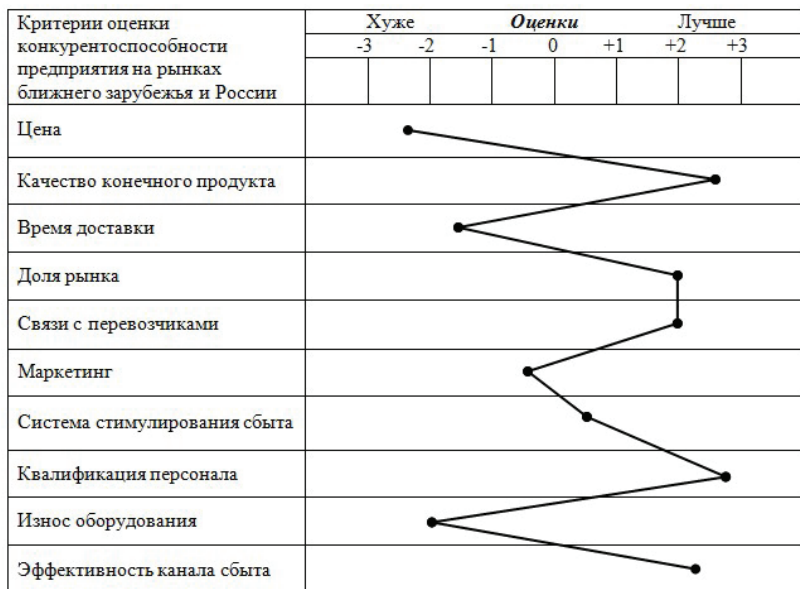 Критерии оценки
конкурентоспособности
предприятия на рынках
ближнего зарубежья и России
Хуже Оценки Лучше
-3 -2 -1 0 +1 +2 +3
Цена
Качество конечного продукта
Время доставки
Доля рынка
Связи с перевозчиками
Маркетинг
Система стимулирования сбыта
Квалификация персонала
Износ оборудования
Эффективность канала сбыта